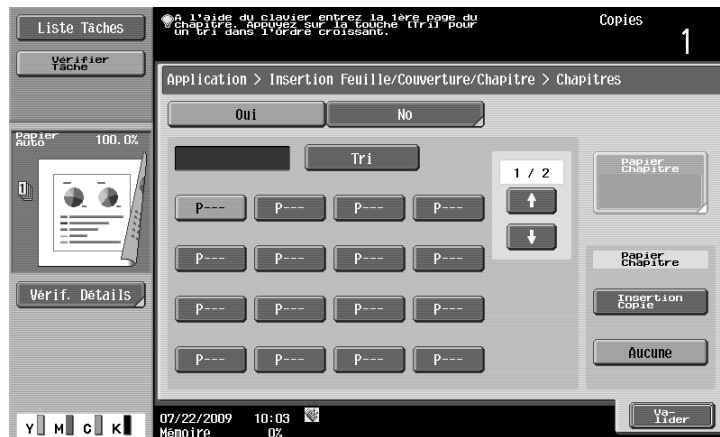 Liste Tâches
Vérifier
Tâche
A l'aide du clavier entrez la 1ère page du
chapitre. Appuyez sur la touche [Tri] pour
un tri dans l'ordre croissant.
Copies
1
Application > Insertion Feuille/Couverture/Chapitre > Chapitres
Oui
No
Papier
Auto
100.0%
1
Tri
1 / 2
Papier
Chapitre
P--- P--- P--- P---
P--- P--- P--- P---
P--- P--- P--- P---
P--- P--- P--- P---
Papier
Chapitre
Insertion
Copie
Aucune
Vérif. Détails
Va-
lider
Y M C K
07/22/2009 10:03
Mémoire 0%